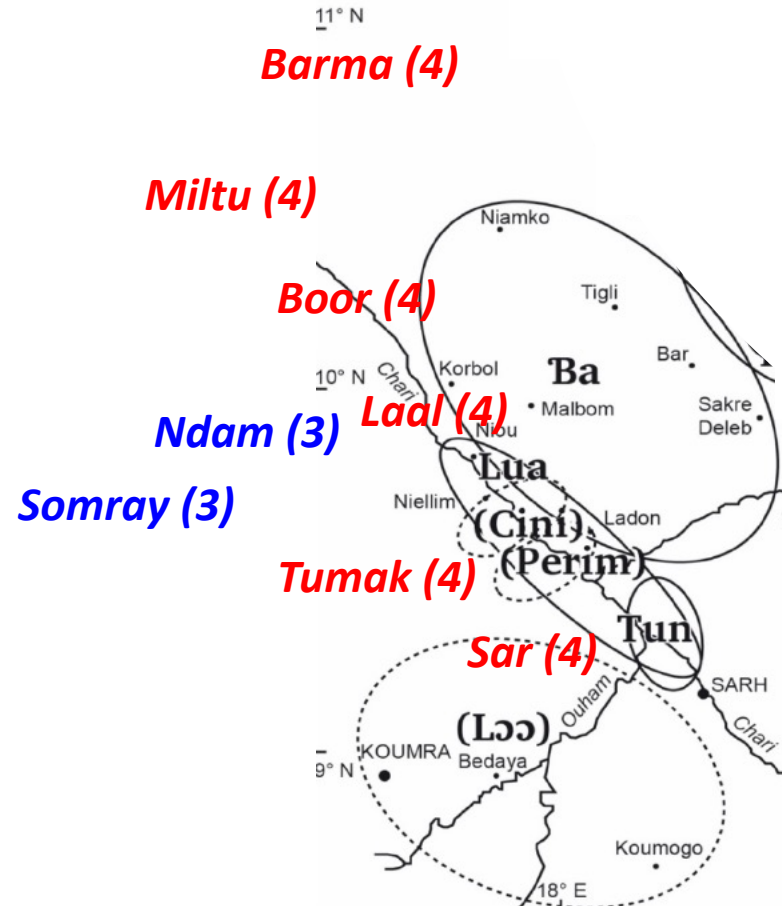 11° N
Barma (4)
Miltu (4)
Niamko
Boor (4)
Tigli
Chari
10° N
Korbol
Ɓa
Bar
Malbom
Sakre
Deleb
Laal (4)
Ndam (3)
Niou
Lua
Somray (3)
Niellim
(Cini)
Ladon
(Perim)
Tumak (4)
Tun
Sar (4)
SARH
Ouham
Chari
(Lɔɔ)
KOUMRA
Bedaya
9° N
Koumogo
18° E